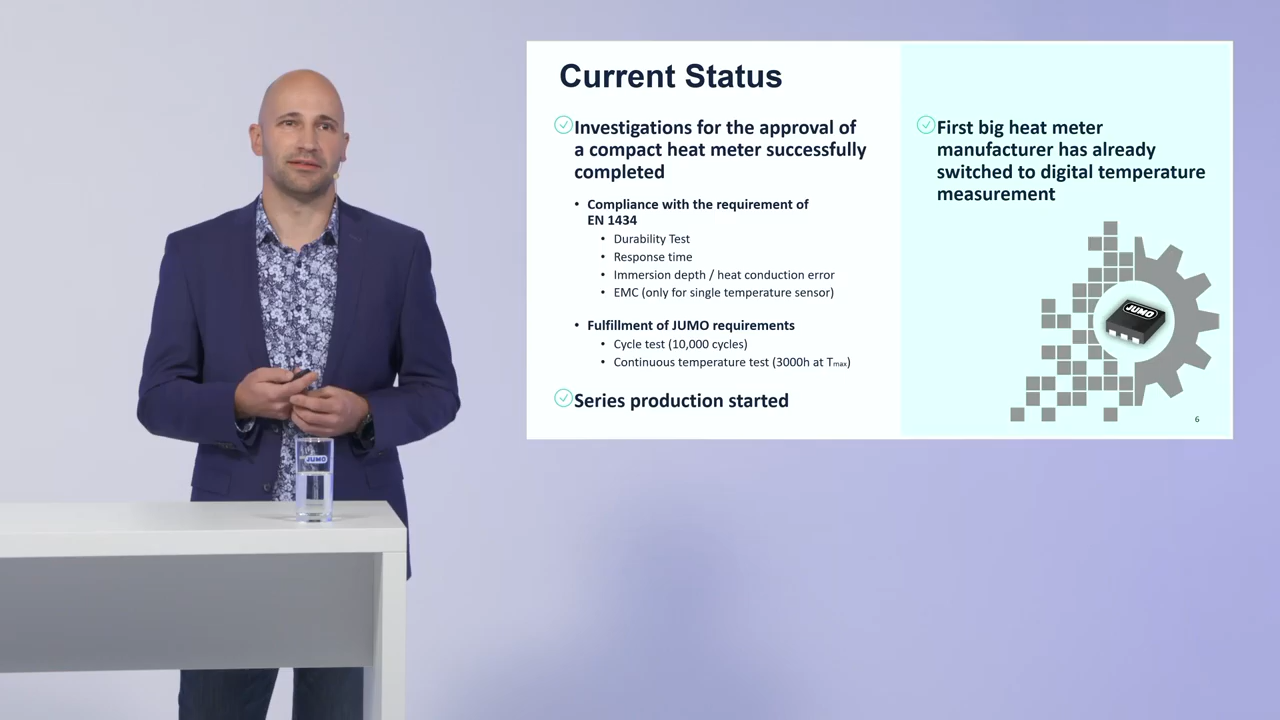 Current Status
Investigations for the approval of
a compact heat meter successfully
completed
• Compliance with the requirement of
EN 1434
• Durability Test
• Response time
• Immersion depth / heat conduction error
• EMC (only for single temperature sensor)
• Fulfillment of JUMO requirements
• Cycle test (10,000 cycles)
• Continuous temperature test (3000h at Tmax)
Series production started
First big heat meter
manufacturer has already
switched to digital temperature
measurement
JUMO
6
JUMO